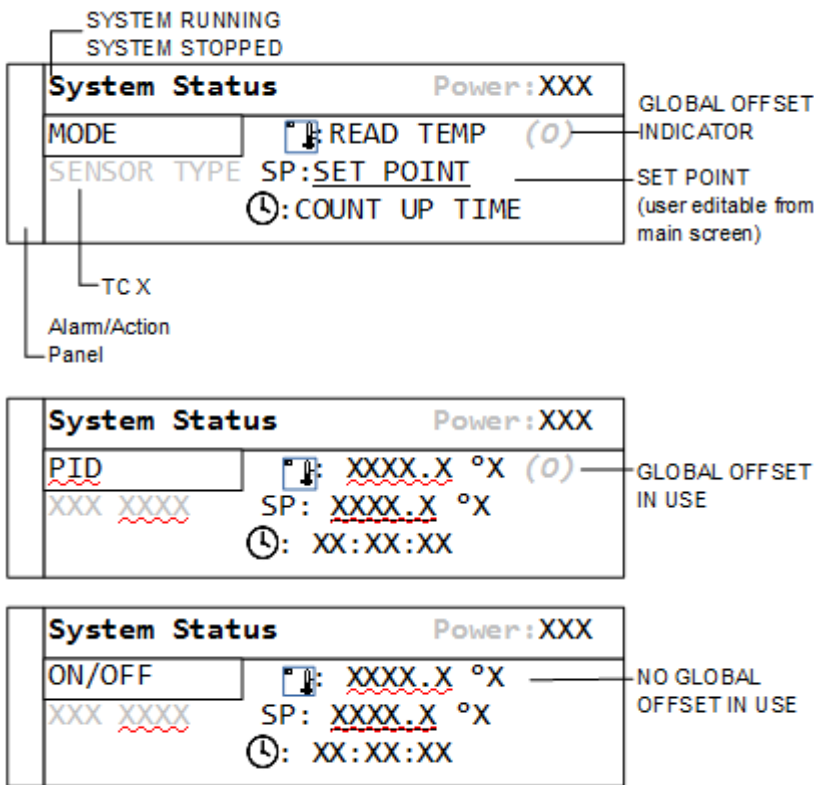 SYSTEM RUNNING
SYSTEM STOPPED
System Status Power:XXX
GLOBAL OFFSET
INDICATOR
MODE :READ TEMP (O)
SENSOR TYPE SP:SET POINT
SET POINT
(user editable from
main screen)
:COUNT UP TIME
TC X
Alarm/Action
Panel
System Status Power:XXX
PID : XXXX.X °X (O)
GLOBAL OFFSET
IN USE
XXX XXXX SP: XXXX.X °X
: XX:XX:XX
System Status Power:XXX
ON/OFF : XXXX.X °X
NO GLOBAL
OFFSET IN USE
XXX XXXX SP: XXXX.X °X
: XX:XX:XX